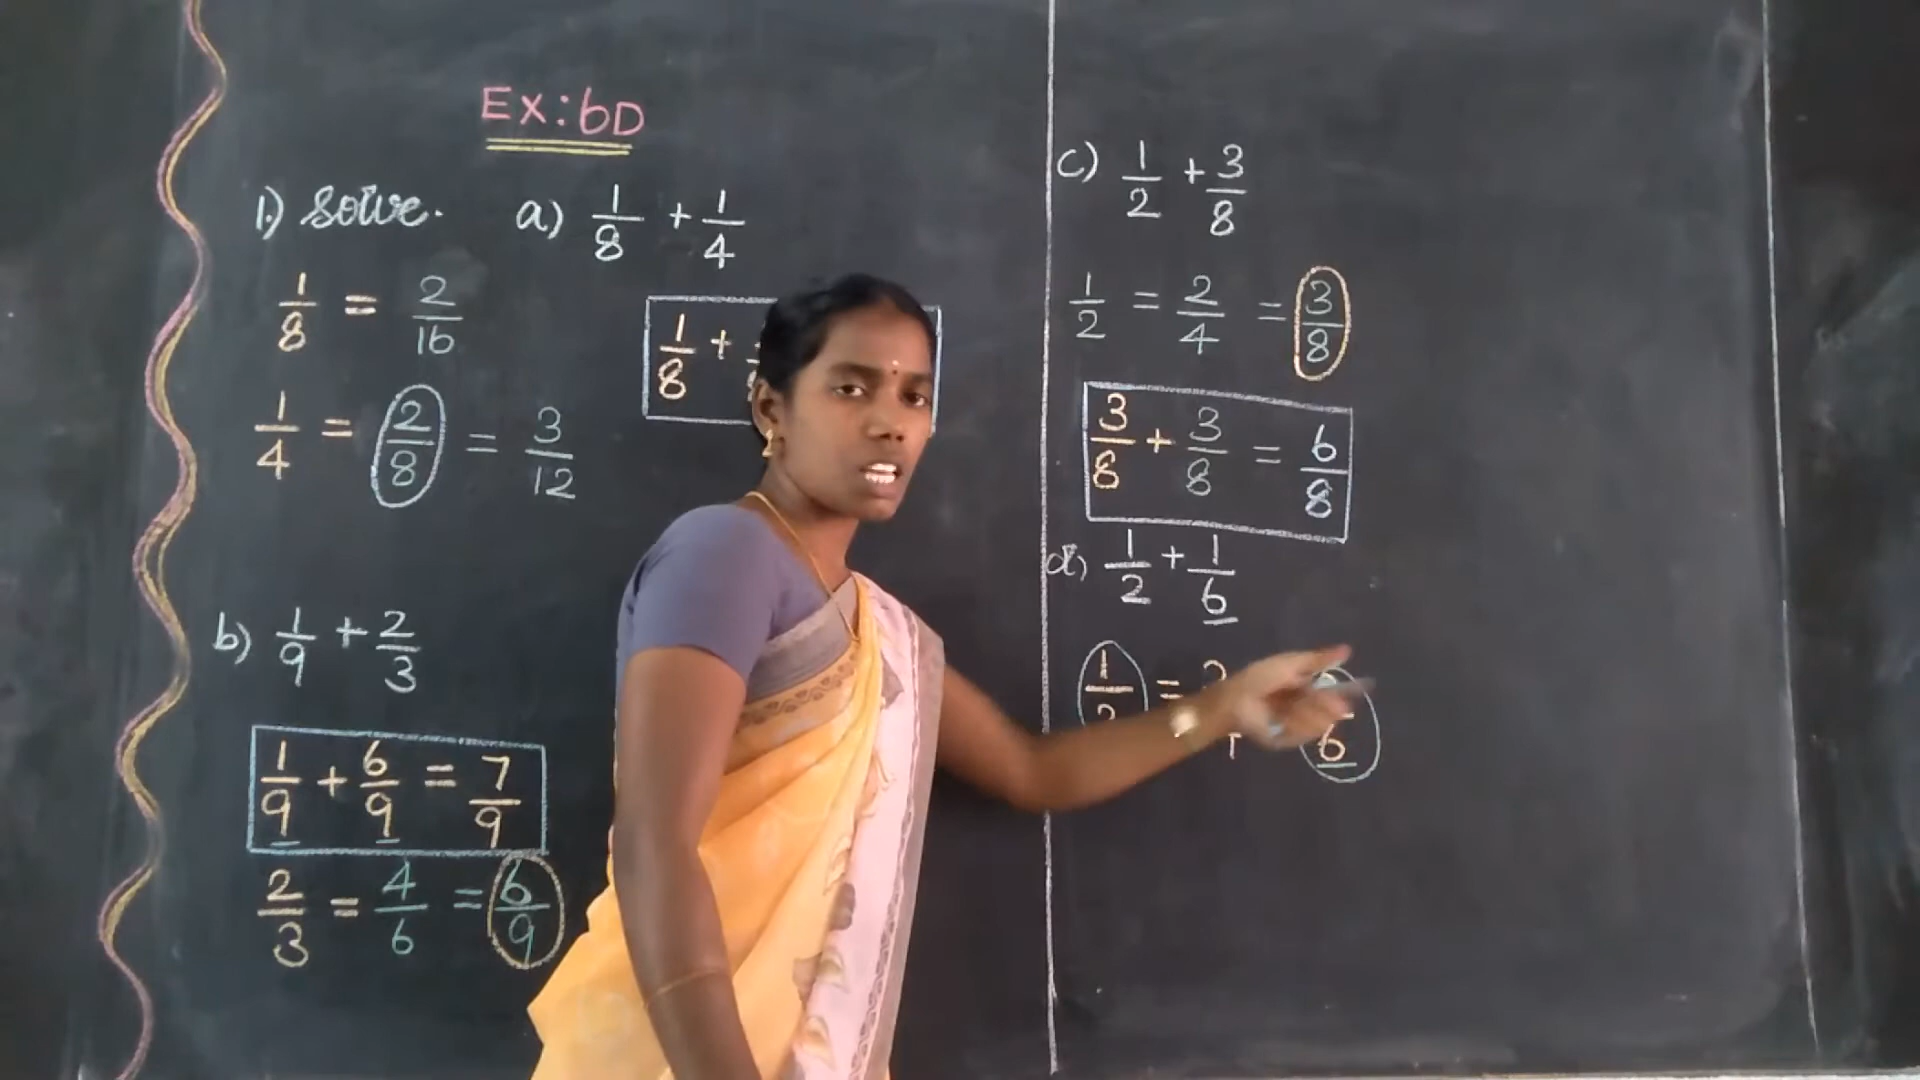 Ex: 6D
1.) Solve. a) 1/8 + 1/4
1/8 = 2/16
1/8 +
1/4 = 2/8 = 3/12
b) 1/9 + 2/3
1/9 + 6/9 = 7/9
2/3 = 4/6 = 6/9
c) 1/2 + 3/8
1/2 = 2/4 = 3/8
3/8 + 3/8 = 6/8
d) 1/2 + 1/6
1/2 =
6